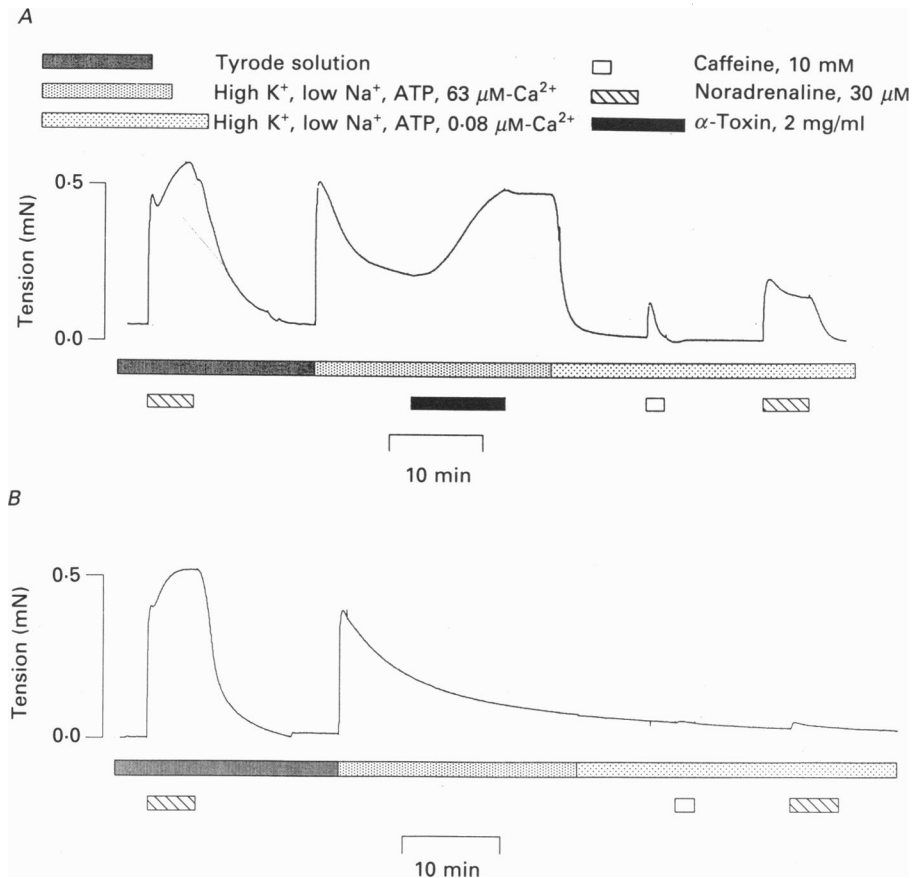 A
Tyrode solution
High K⁺, low Na⁺, ATP, 63 μM-Ca²⁺
High K⁺, low Na⁺, ATP, 0·08 μM-Ca²⁺
Caffeine, 10 mM
Noradrenaline, 30 μM
α-Toxin, 2 mg/ml
0·5
Tension (mN)
0·0
10 min
B
0·5
Tension (mN)
0·0
10 min